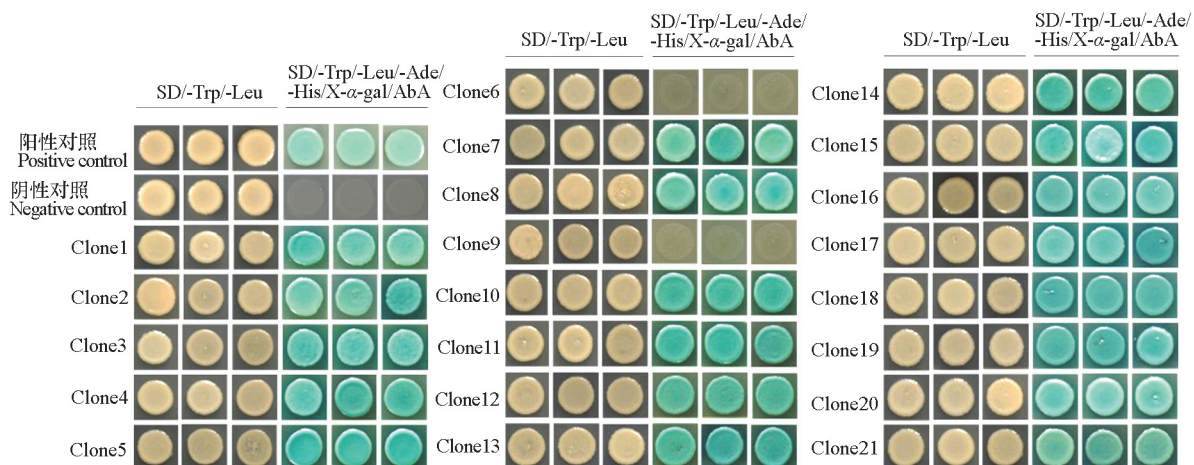 SD/-Trp/-Leu
SD/-Trp/-Leu/-Ade/
-His/X-α-gal/AbA
阳性对照
Positive control
阴性对照
Negative control
Clone1
Clone2
Clone3
Clone4
Clone5
SD/-Trp/-Leu
SD/-Trp/-Leu/-Ade/
-His/X-α-gal/AbA
Clone6
Clone7
Clone8
Clone9
Clone10
Clone11
Clone12
Clone13
SD/-Trp/-Leu
SD/-Trp/-Leu/-Ade/
-His/X-α-gal/AbA
Clone14
Clone15
Clone16
Clone17
Clone18
Clone19
Clone20
Clone21